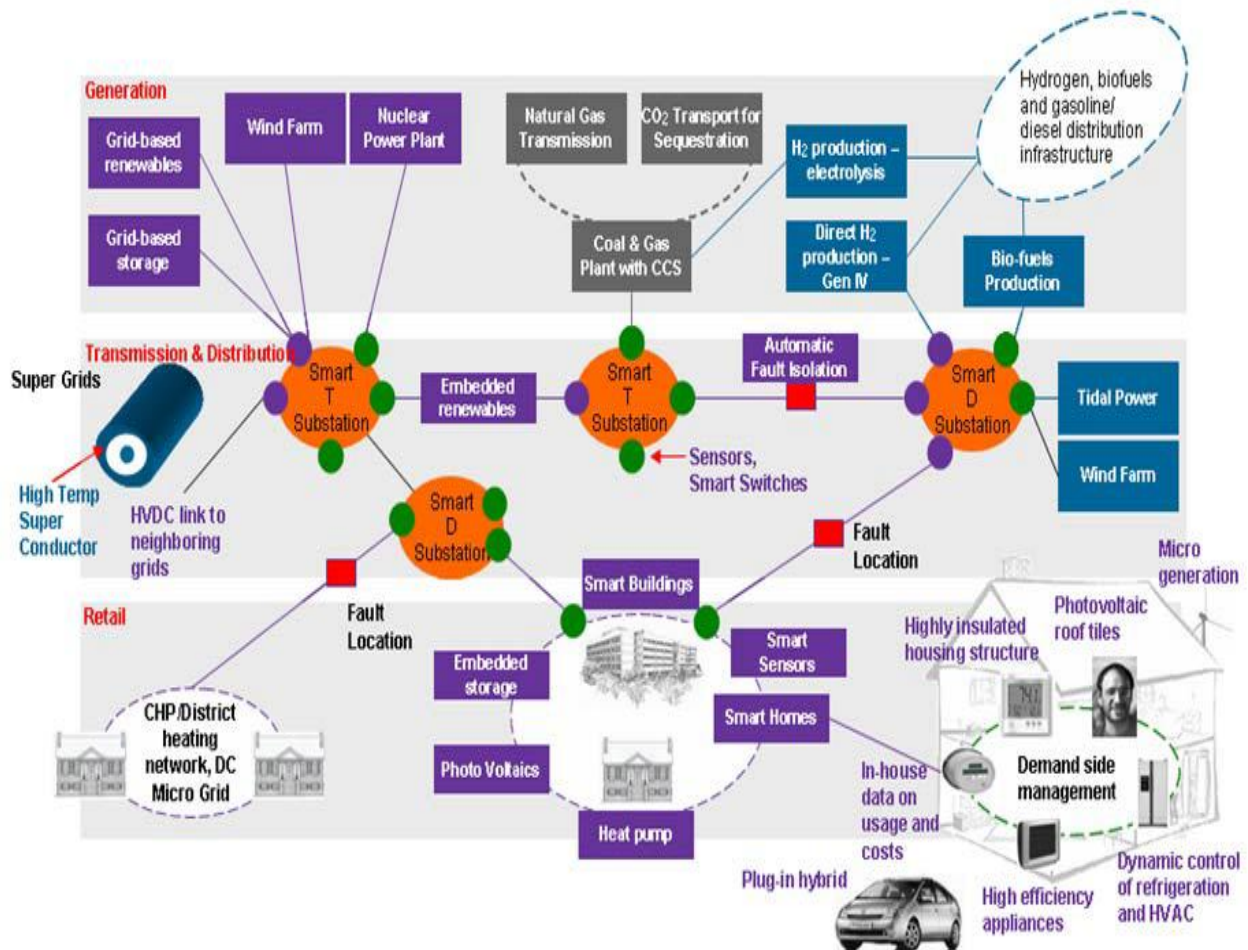 Generation
Grid-based
renewables
Wind Farm
Nuclear
Power Plant
Grid-based
storage
Natural Gas
Transmission
CO2 Transport for
Sequestration
Coal & Gas
Plant with CCS
H2 production –
electrolysis
Direct H2
production –
Gen IV
Hydrogen, biofuels
and gasoline/
diesel distribution
infrastructure
Bio-fuels
Production
Transmission & Distribution
Super Grids
High Temp
Super
Conductor
HVDC link to
neighboring
grids
Smart
T
Substation
Embedded
renewables
Smart
T
Substation
Sensors,
Smart Switches
Automatic
Fault Isolation
Smart
D
Substation
Tidal Power
Wind Farm
Smart
D
Substation
Fault
Location
Fault
Location
Retail
CHP/District
heating
network, DC
Micro Grid
Smart Buildings
Embedded
storage
Photo Voltaics
Heat pump
Smart
Sensors
Smart Homes
Micro
generation
Photovoltaic
roof tiles
Highly insulated
housing structure
Demand side
management
In-house
data on
usage and
costs
Plug-in hybrid
High efficiency
appliances
Dynamic control
of refrigeration
and HVAC